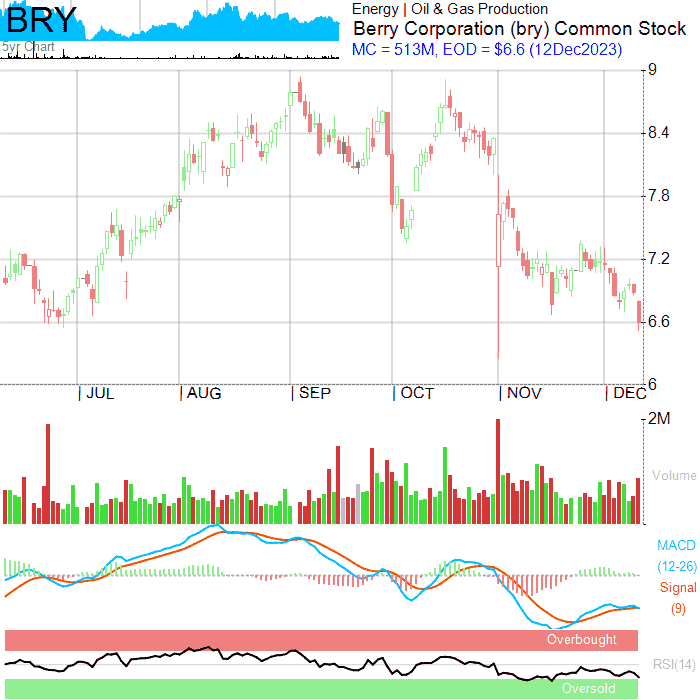 BRY
Energy | Oil & Gas Production
Berry Corporation (bry) Common Stock
5yr Chart
MC = 513M, EOD = $6.6 (12Dec2023)
9
8.4
7.8
7.2
6.6
6
| JUL | AUG | SEP | OCT | NOV | DEC
2M
Volume
MACD
(12-26)
Signal
(9)
Overbought
RSI(14)
Oversold